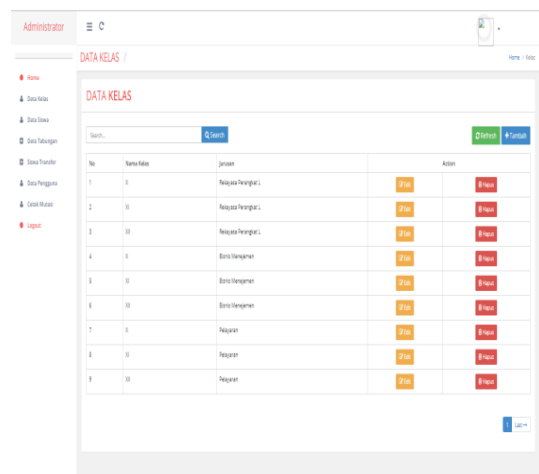 Administrator
DATA KELAS /
Home > Kelas
Home
Data Kelas
Data Siswa
Data Tabungan
Siswa Transfer
Data Pengguna
Cetak Mutasi
Logout
DATA KELAS
Search..
Search
Refresh
+Tambah
No Nama Kelas Jurusan Action
1 X Rekayasa Perangkat L Edit Hapus
2 XI Rekayasa Perangkat L Edit Hapus
3 XII Rekayasa Perangkat L Edit Hapus
4 X Bisnis Menejemen Edit Hapus
5 XI Bisnis Menejemen Edit Hapus
6 XII Bisnis Menejemen Edit Hapus
7 X Pelayaran Edit Hapus
8 XI Pelayaran Edit Hapus
9 XII Pelayaran Edit Hapus
1 Last→